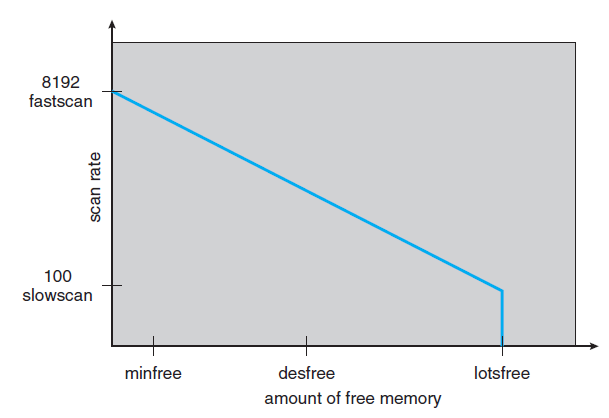 8192
fastscan
scan rate
100
slowscan
minfree desfree lotsfree
amount of free memory